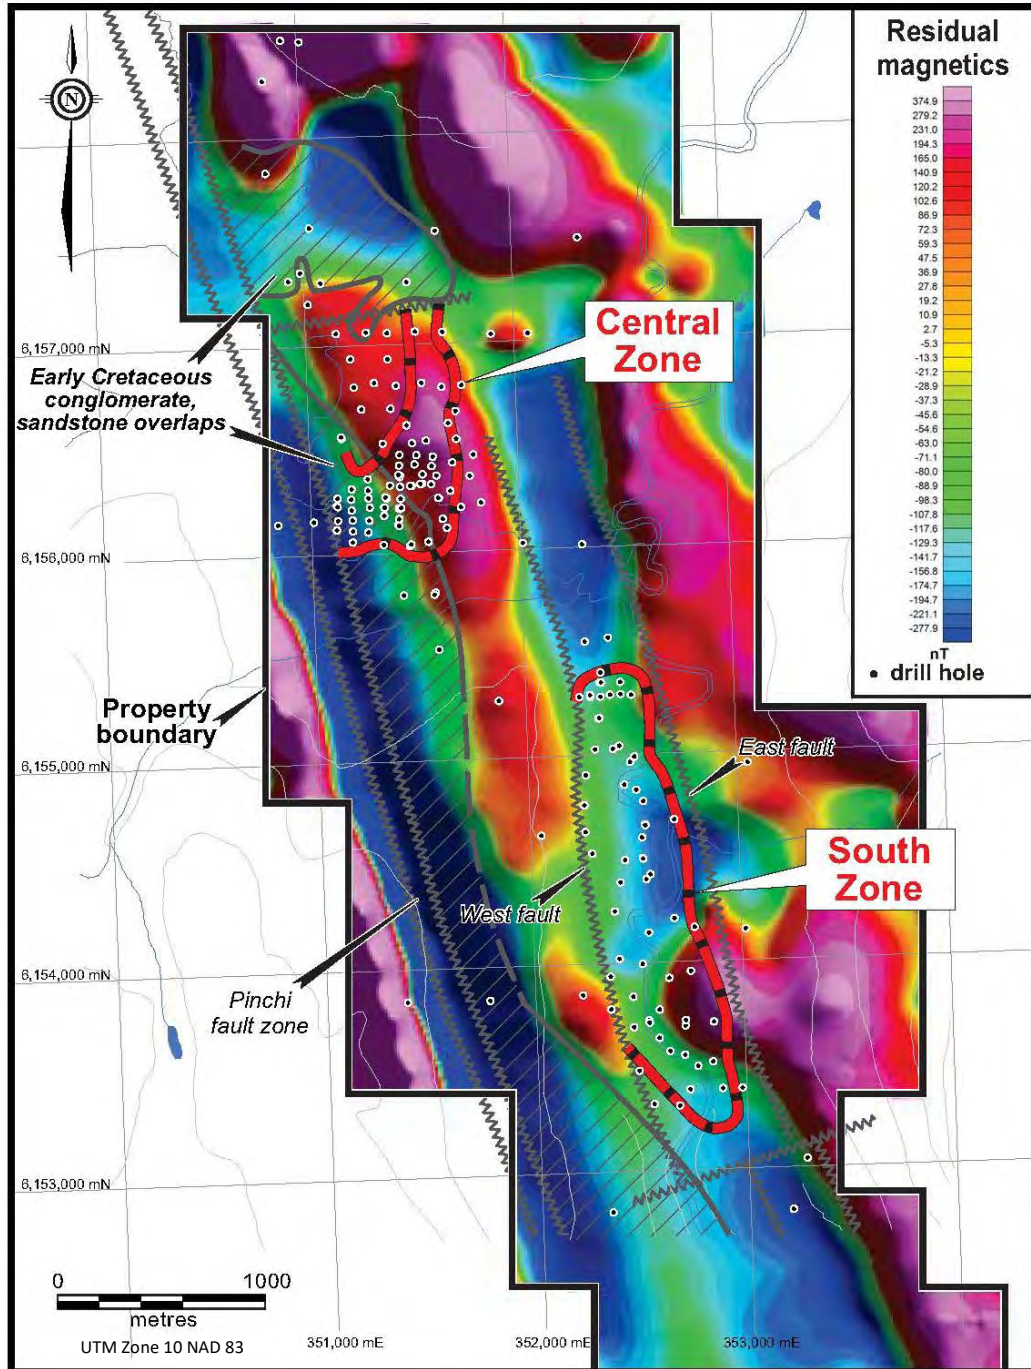 Residual
magnetics
374.9
279.2
231.0
194.3
165.0
140.9
120.2
102.6
86.9
72.3
59.3
47.5
36.9
27.8
19.2
10.9
2.7
-5.3
-13.3
-21.2
-28.9
-37.3
-45.6
-54.6
-63.0
-71.1
-80.0
-88.9
-98.3
-107.8
-117.6
-129.3
-141.7
-156.8
-174.7
-194.7
-221.1
-277.9
nT
drill hole
N
Central
Zone
6,157,000 mN
Early Cretaceous
conglomerate,
sandstone overlaps
6,156,000 mN
Property
boundary
East fault
6,155,000 mN
South
Zone
West fault
6,154,000 mN
Pinchi
fault zone
6,153,000 mN
0 1000
metres
UTM Zone 10 NAD 83
351,000 mE 352,000 mE 353,000 mE